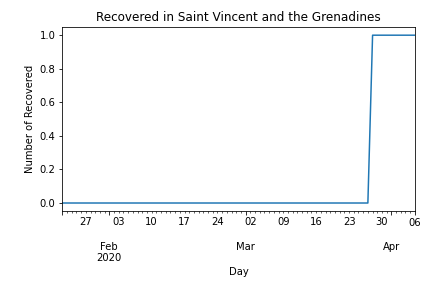 Recovered in Saint Vincent and the Grenadines
Number of Recovered
1.0
0.8
0.6
0.4
0.2
0.0
27 03 10 17 24 02 09 16 23 30 06
Feb Mar Apr
2020
Day